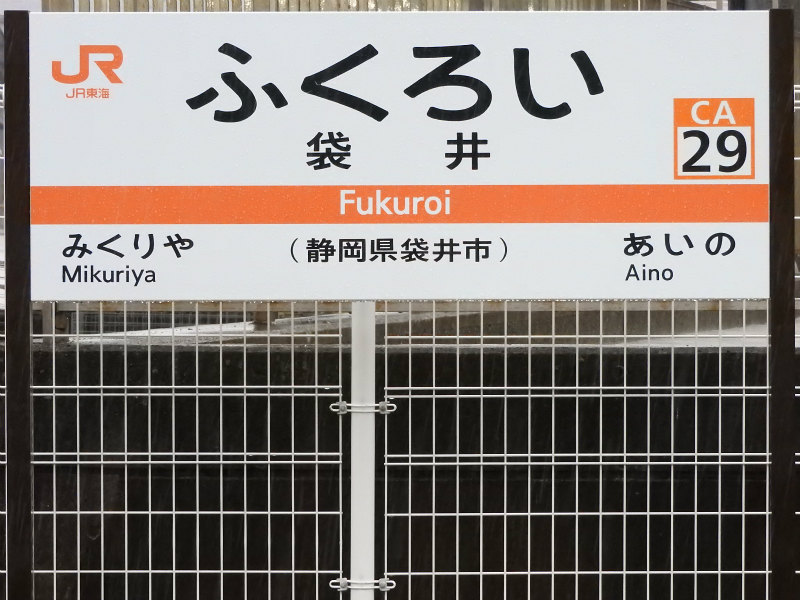 JR
JR東海
ふくろい
袋井
CA
29
Fukuroi
みくりや
Mikuriya
(静岡県袋井市)
あいの
Aino